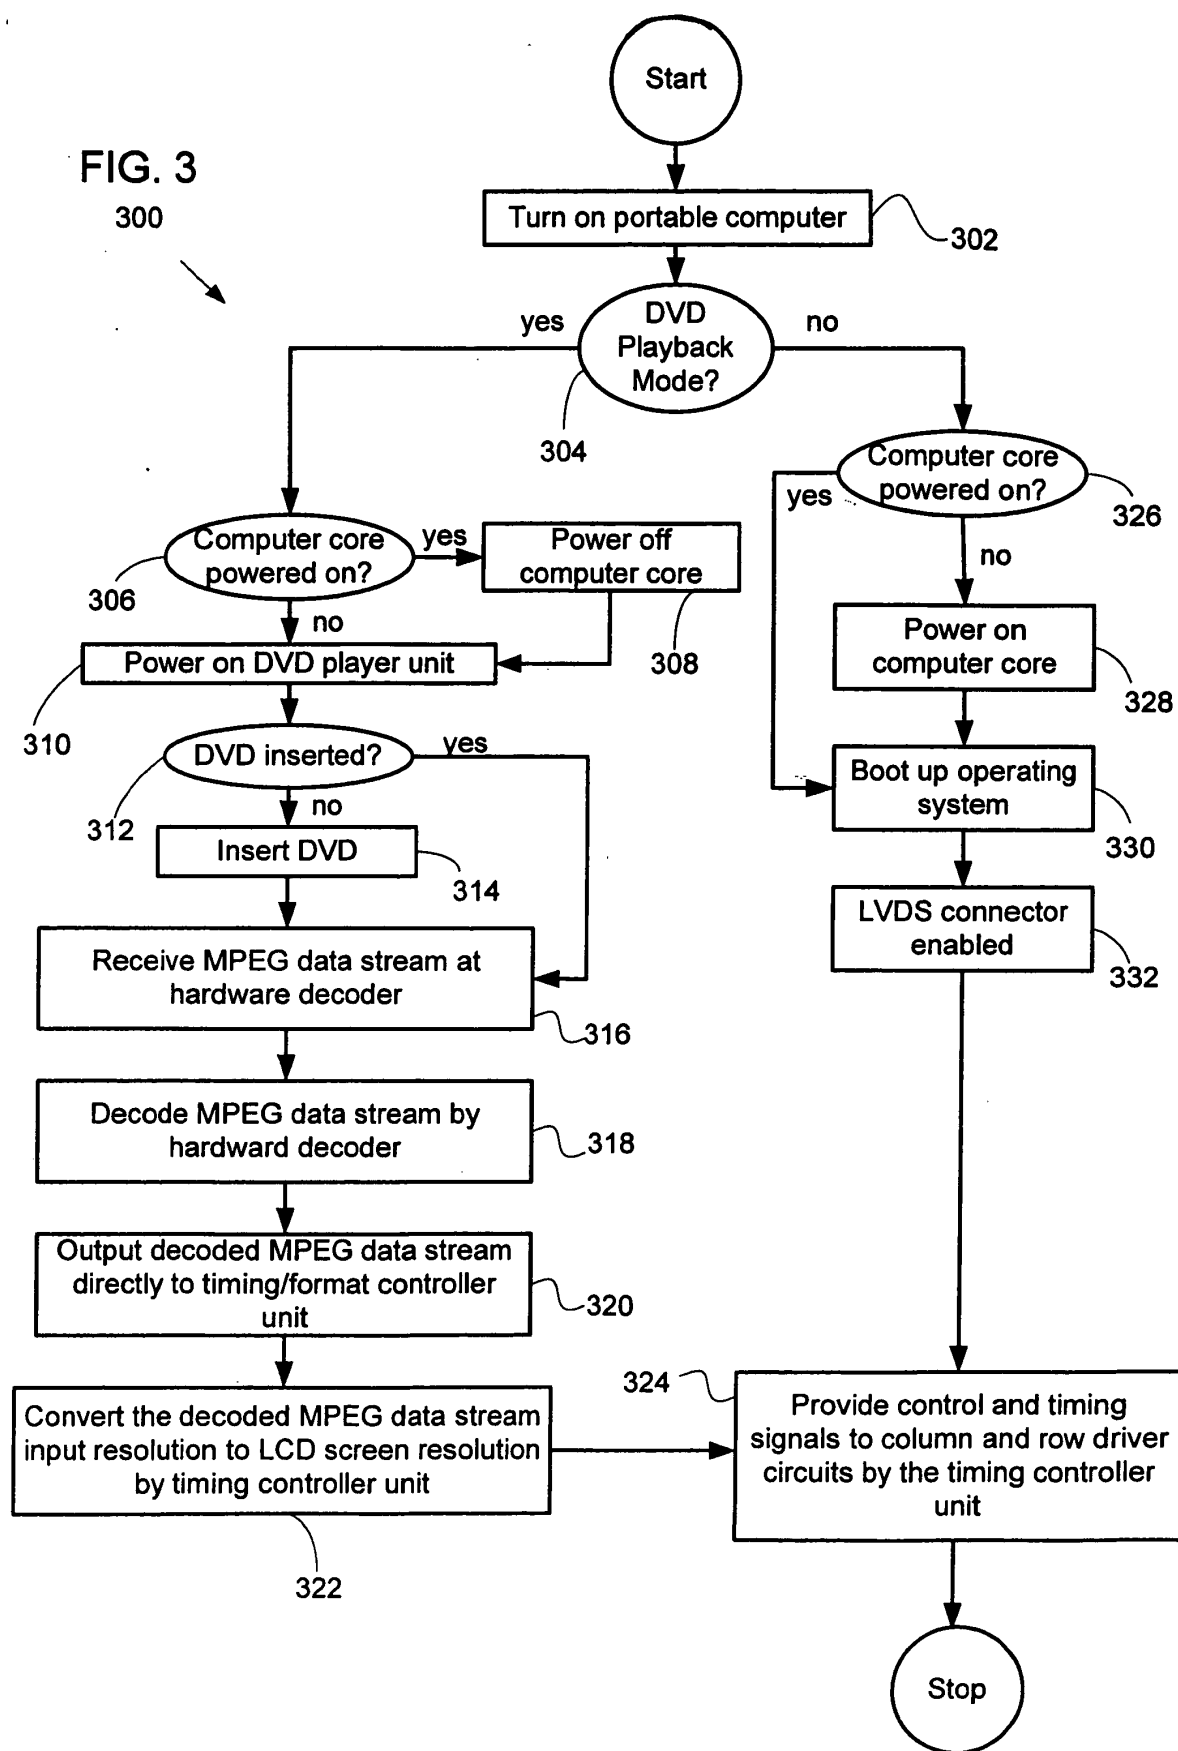 Start
FIG. 3
300
Turn on portable computer
302
yes
DVD
Playback
Mode?
no
304
Computer core
powered on?
yes
326
no
Computer core
powered on?
yes
306
no
Power off
computer core
308
Power on
computer core
328
Power on DVD player unit
310
DVD inserted?
yes
312
no
Boot up operating
system
330
Insert DVD
314
LVDS connector
enabled
332
Receive MPEG data stream at
hardware decoder
316
Decode MPEG data stream by
hardward decoder
318
Output decoded MPEG data stream
directly to timing/format controller
unit
320
Convert the decoded MPEG data stream
input resolution to LCD screen resolution
by timing controller unit
322
324
Provide control and timing
signals to column and row driver
circuits by the timing controller
unit
Stop